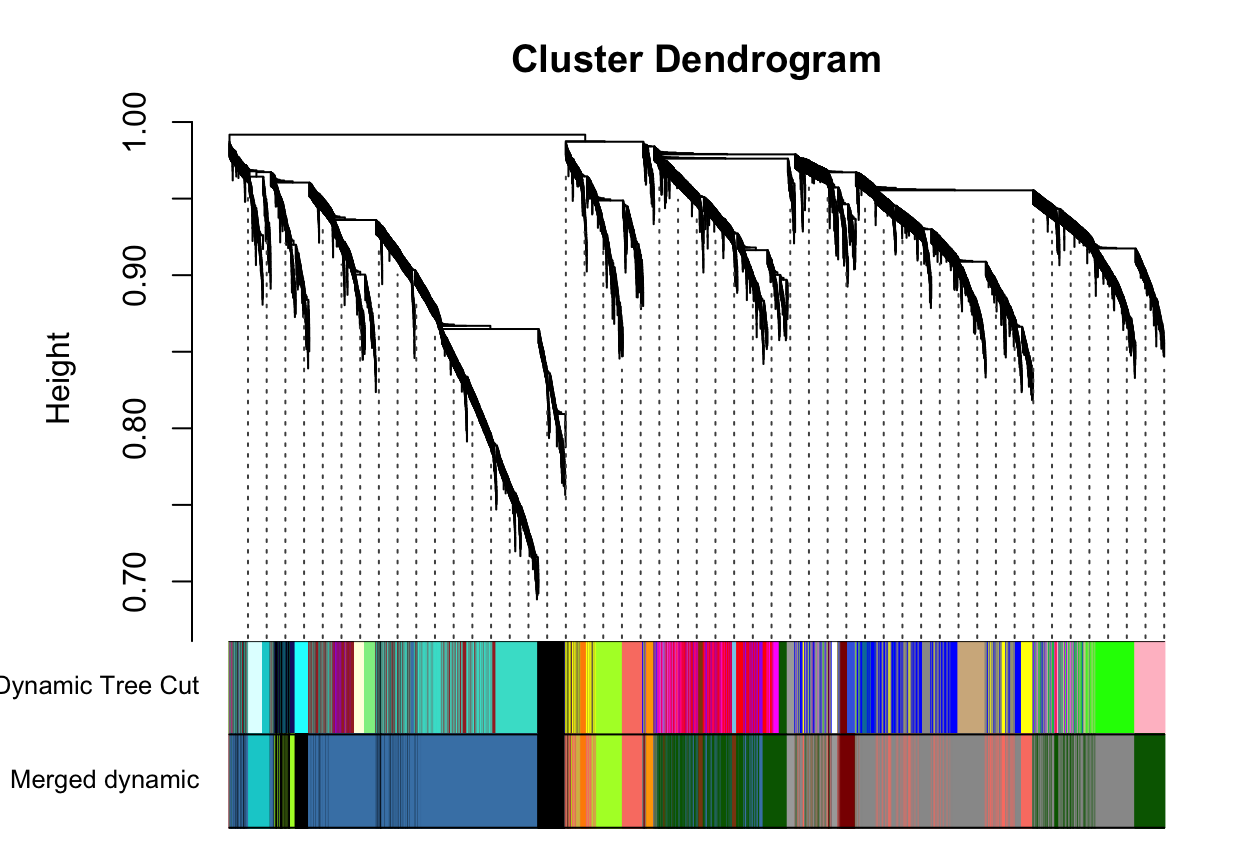 Cluster Dendrogram
Height
1.00
0.90
0.80
0.70
Dynamic Tree Cut
Merged dynamic